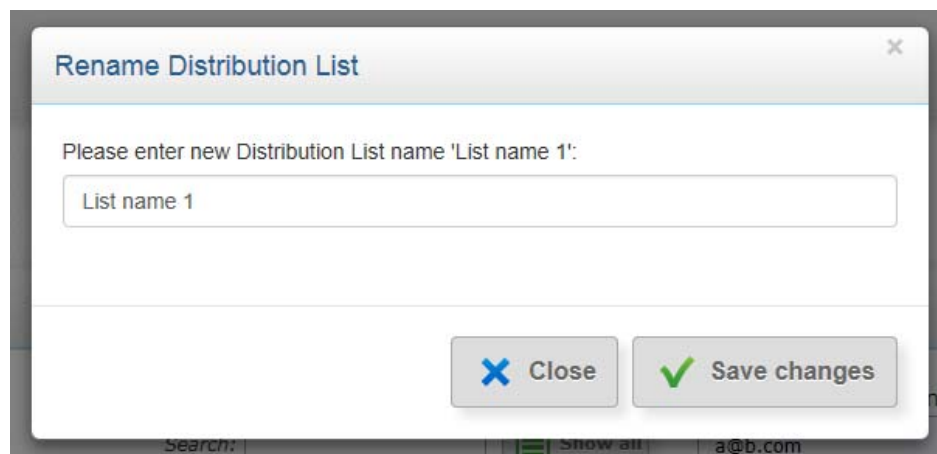 Rename Distribution List
×
Please enter new Distribution List name 'List name 1':
List name 1
Close Save changes
Search: Show all a@b.com